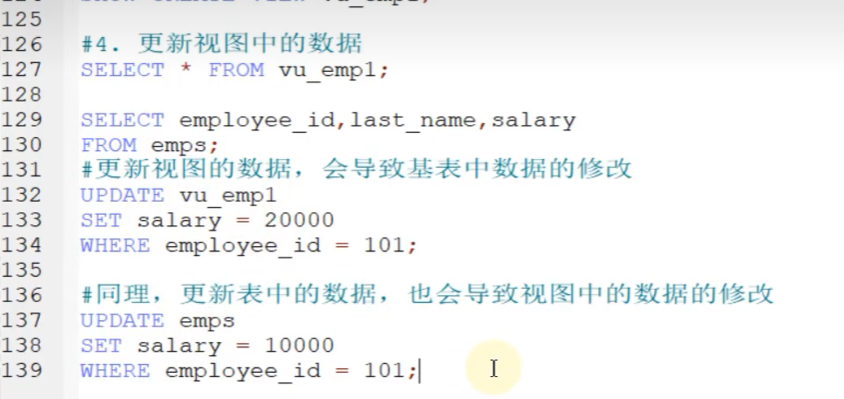 125
126 #4. 更新视图中的数据
127 SELECT * FROM vu_emp1;
128
129 SELECT employee_id,last_name,salary
130 FROM emps;
131 #更新视图的数据，会导致基表中数据的修改
132 UPDATE vu_emp1
133 SET salary = 20000
134 WHERE employee_id = 101;
135
136 #同理，更新表中的数据，也会导致视图中的数据的修改
137 UPDATE emps
138 SET salary = 10000
139 WHERE employee_id = 101;